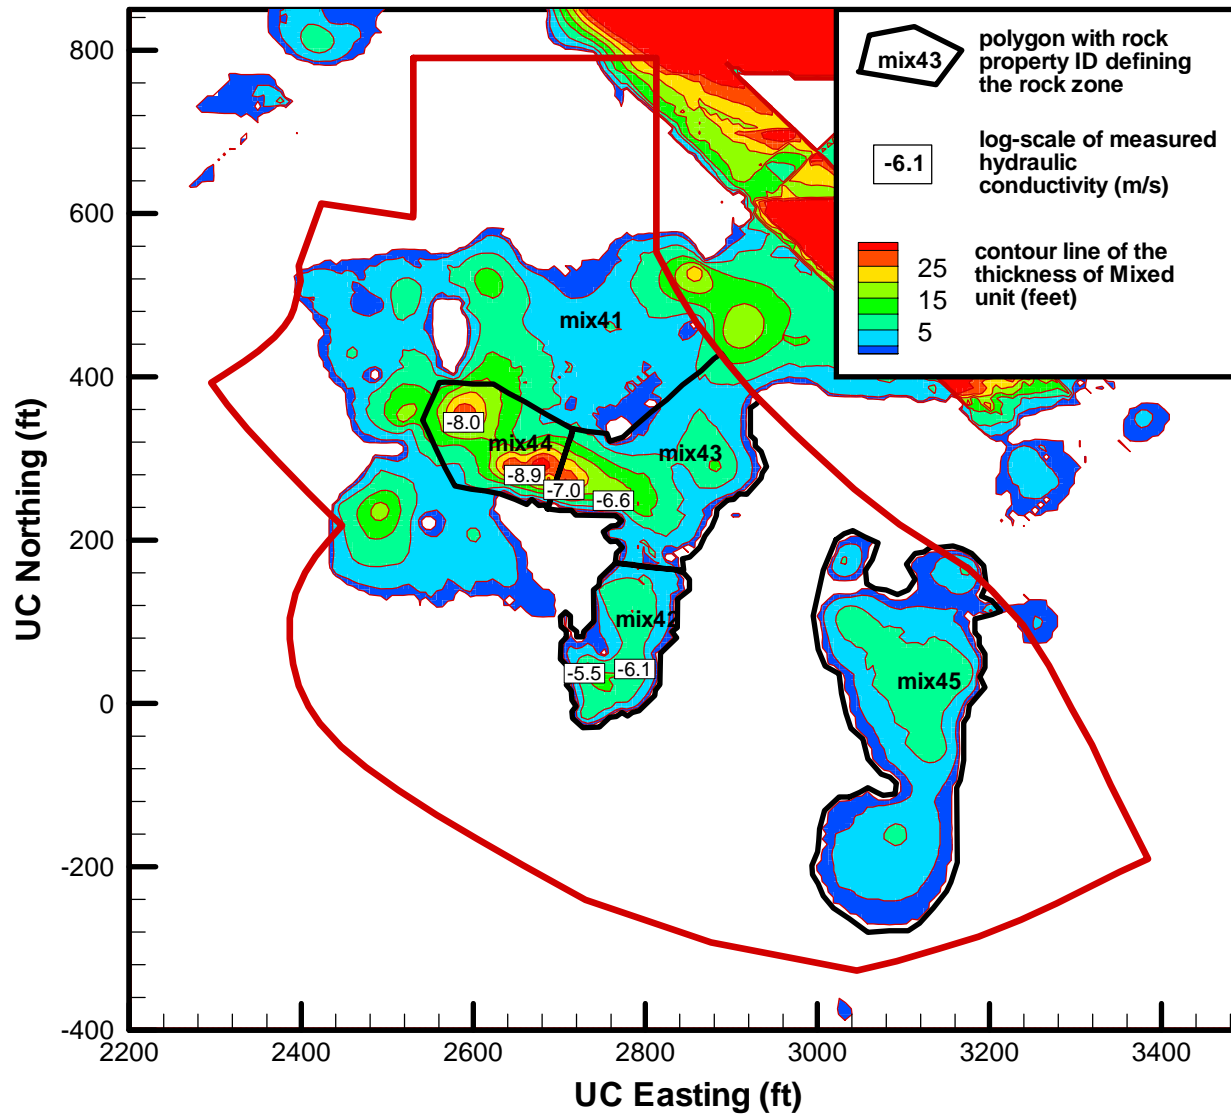 800
600
400
200
0
-200
-400
UC Northing (ft)
2200
2400
2600
2800
3000
3200
3400
UC Easting (ft)
mix43
polygon with rock
property ID defining
the rock zone
-6.1
log-scale of measured
hydraulic
conductivity (m/s)
25
15
5
contour line of the
thickness of Mixed
unit (feet)
mix41
-8.0
mix44
mix43
-8.9
-7.0
-6.6
mix42
-5.5
-6.1
mix45